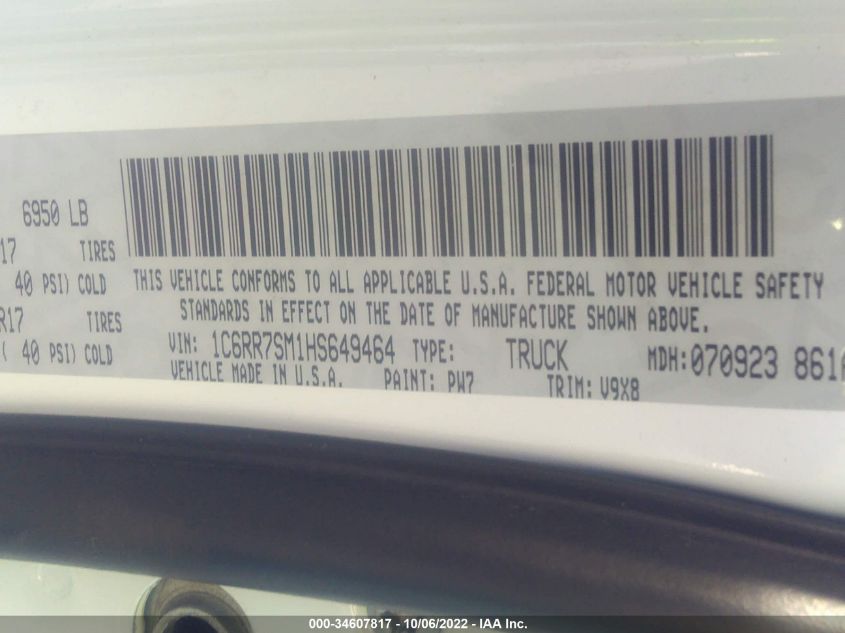 6950 LB
17 TIRES
40 PSI) COLD
R17 TIRES
( 40 PSI) COLD
THIS VEHICLE CONFORMS TO ALL APPLICABLE U.S.A. FEDERAL MOTOR VEHICLE SAFETY
STANDARDS IN EFFECT ON THE DATE OF MANUFACTURE SHOWN ABOVE.
VIN: 1C6RR7SM1HS649464 TYPE: TRUCK MDH:070923 861
VEHICLE MADE IN U.S.A. PAINT: PW7 TRIM: V9X8
000-34607817 - 10/06/2022 - IAA Inc.